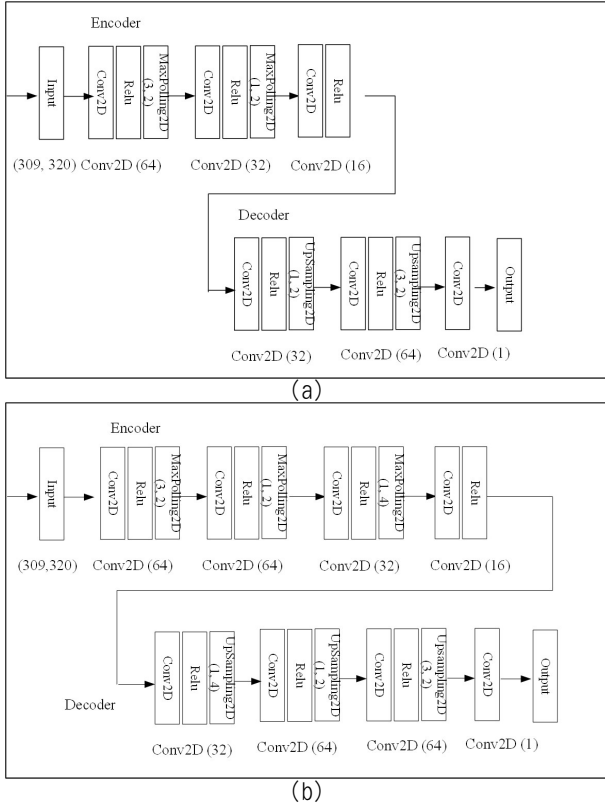 Encoder
Input
Conv2D
Relu
MaxPolling2D
(3, 2)
Conv2D
Relu
MaxPolling2D
(1, 2)
Conv2D
Relu
(309, 320)
Conv2D (64)
Conv2D (32)
Conv2D (16)
Decoder
Conv2D
Relu
UpSampling2D
(1, 2)
Conv2D
Relu
Upsampling2D
(3, 2)
Conv2D
Output
Conv2D (32)
Conv2D (64)
Conv2D (1)
(a)
Encoder
Input
Conv2D
Relu
MaxPolling2D
(3, 2)
Conv2D
Relu
MaxPolling2D
(1, 2)
Conv2D
Relu
MaxPolling2D
(1, 4)
Conv2D
Relu
(309,320)
Conv2D (64)
Conv2D (64)
Conv2D (32)
Conv2D (16)
Decoder
Conv2D
Relu
UpSampling2D
(1, 4)
Conv2D
Relu
UpSampling2D
(1, 2)
Conv2D
Relu
Upsampling2D
(3, 2)
Conv2D
Output
Conv2D (32)
Conv2D (64)
Conv2D (64)
Conv2D (1)
(b)